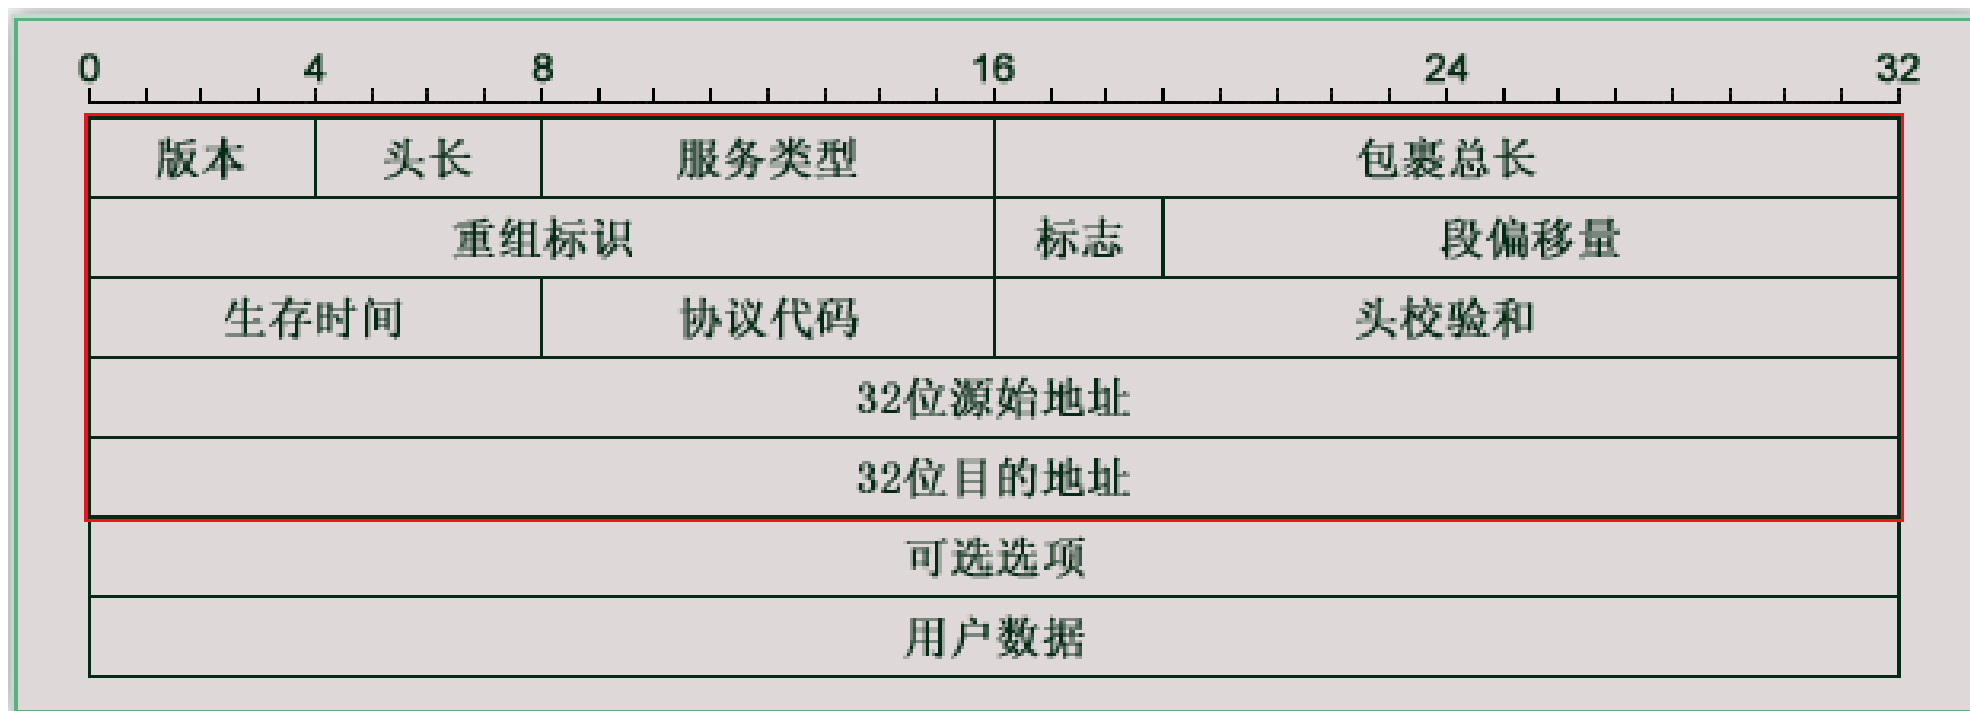 0 4 8 16 24 32
版本 头长 服务类型 包裹总长
重组标识 标志 段偏移量
生存时间 协议代码 头校验和
32位源始地址
32位目的地址
可选选项
用户数据